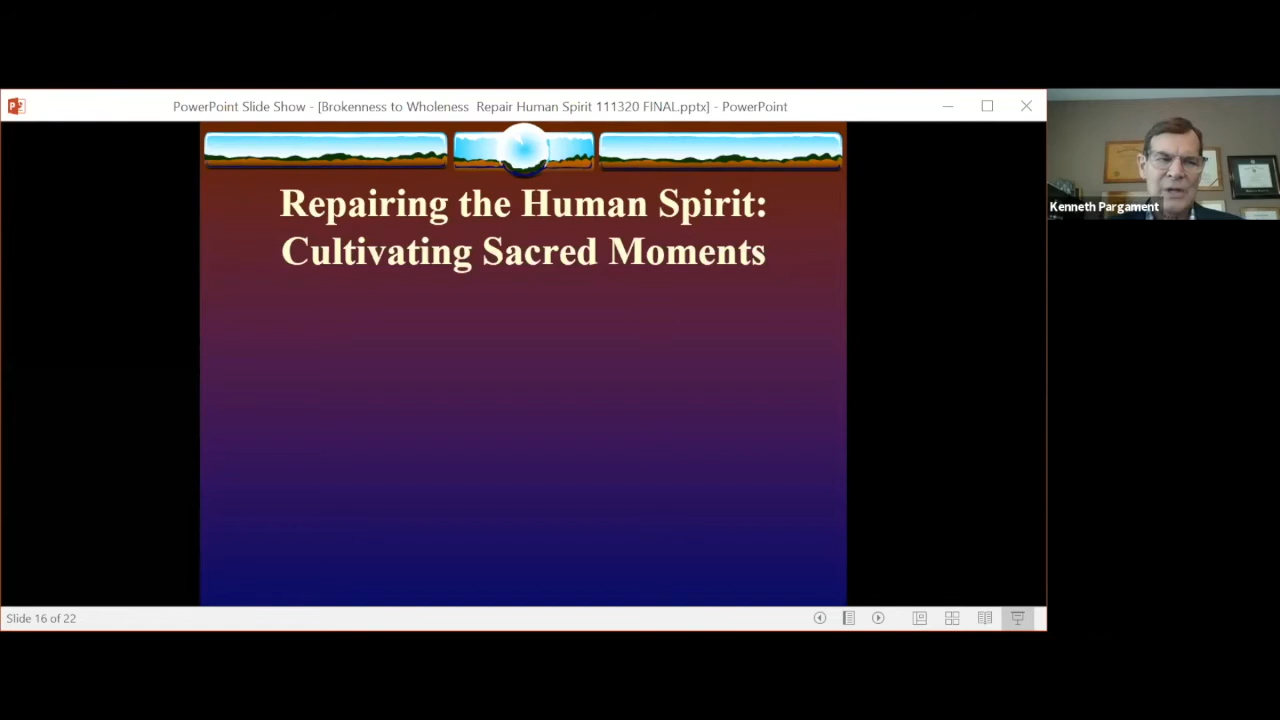 PowerPoint Slide Show - [Brokenness to Wholeness  Repair Human Spirit 111320 FINAL.pptx] - PowerPoint
Repairing the Human Spirit:
Cultivating Sacred Moments
Kenneth Pargament
Slide 16 of 22